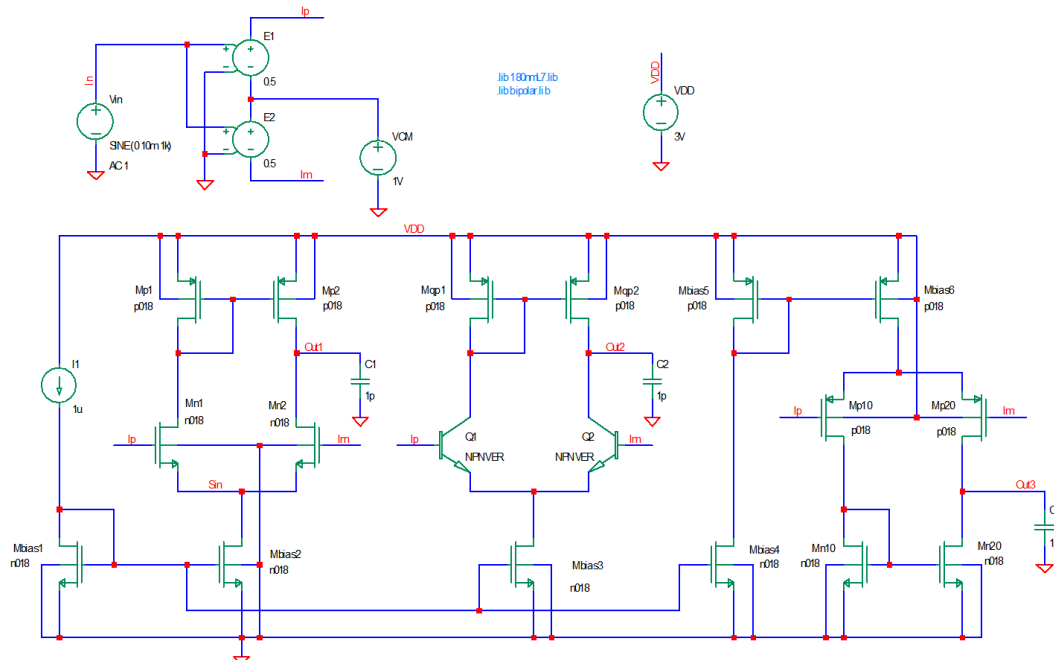 Ip
E1
0.5
In
Vin
SINE(0 10m 1k)
AC 1
E2
0.5
Im
VCM
1V
.lib 180nmL7.lib
.lib bipolar.lib
VDD
VDD
3V
VDD
Mp1
p018
Mp2
p018
Mqp1
p018
Mqp2
p018
Mbias5
p018
Mbias6
p018
I1
1u
Out1
C1
1p
Out2
C2
1p
Mn1
n018
Mn2
n018
Ip
Im
Ip
Q1
NPNVER
Q2
NPNVER
Im
Ip
Mp10
p018
Mp20
p018
Im
Sin
Out3
Mbias1
n018
Mbias2
n018
Mbias3
n018
Mbias4
n018
Mn10
n018
Mn20
n018